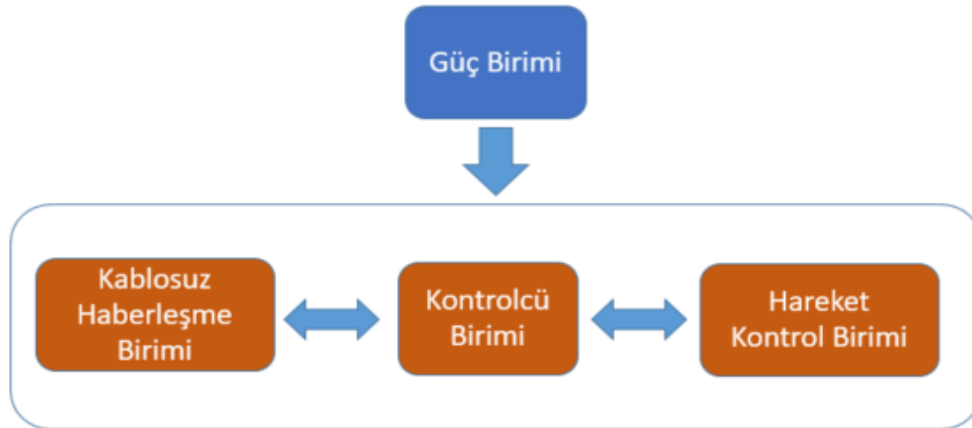 Güç Birimi
Kablosuz
Haberleşme
Birimi
Kontrolcü
Birimi
Hareket
Kontrol Birimi